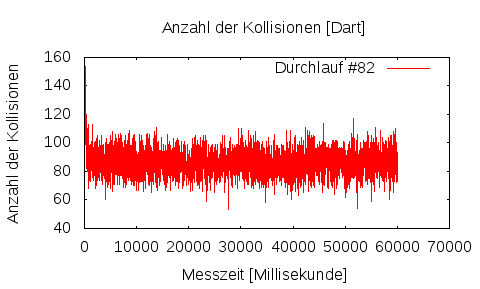 Anzahl der Kollisionen [Dart]
Durchlauf #82
Anzahl der Kollisionen
160
140
120
100
80
60
40
0 10000 20000 30000 40000 50000 60000 70000
Messzeit [Millisekunde]